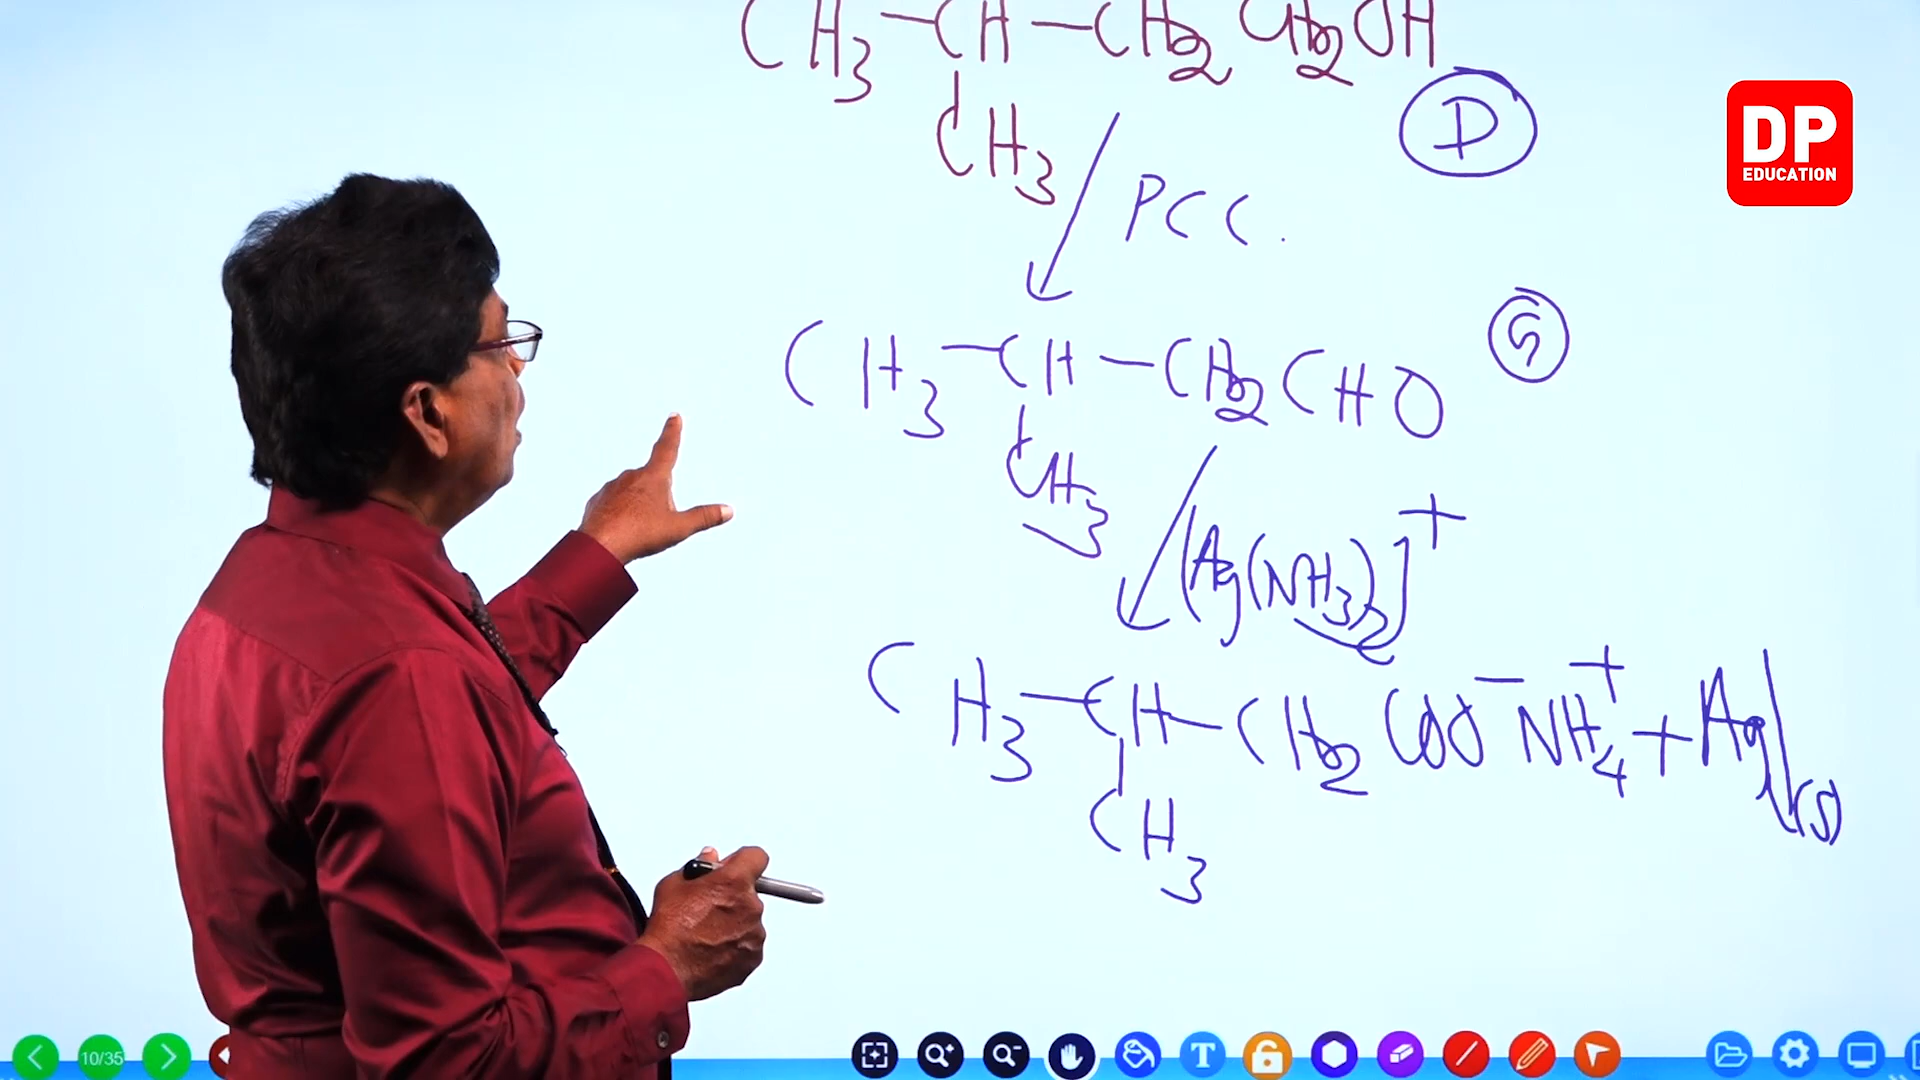 CH3-CH-CH2CH2OH
CH3
D
DP
EDUCATION
PCC.
CH3-CH-CH2CHO
G
CH3
[Ag(NH3)2]+
CH3-CH-CH2COO-NH4+ + Ag(s)
CH3
10/35
T